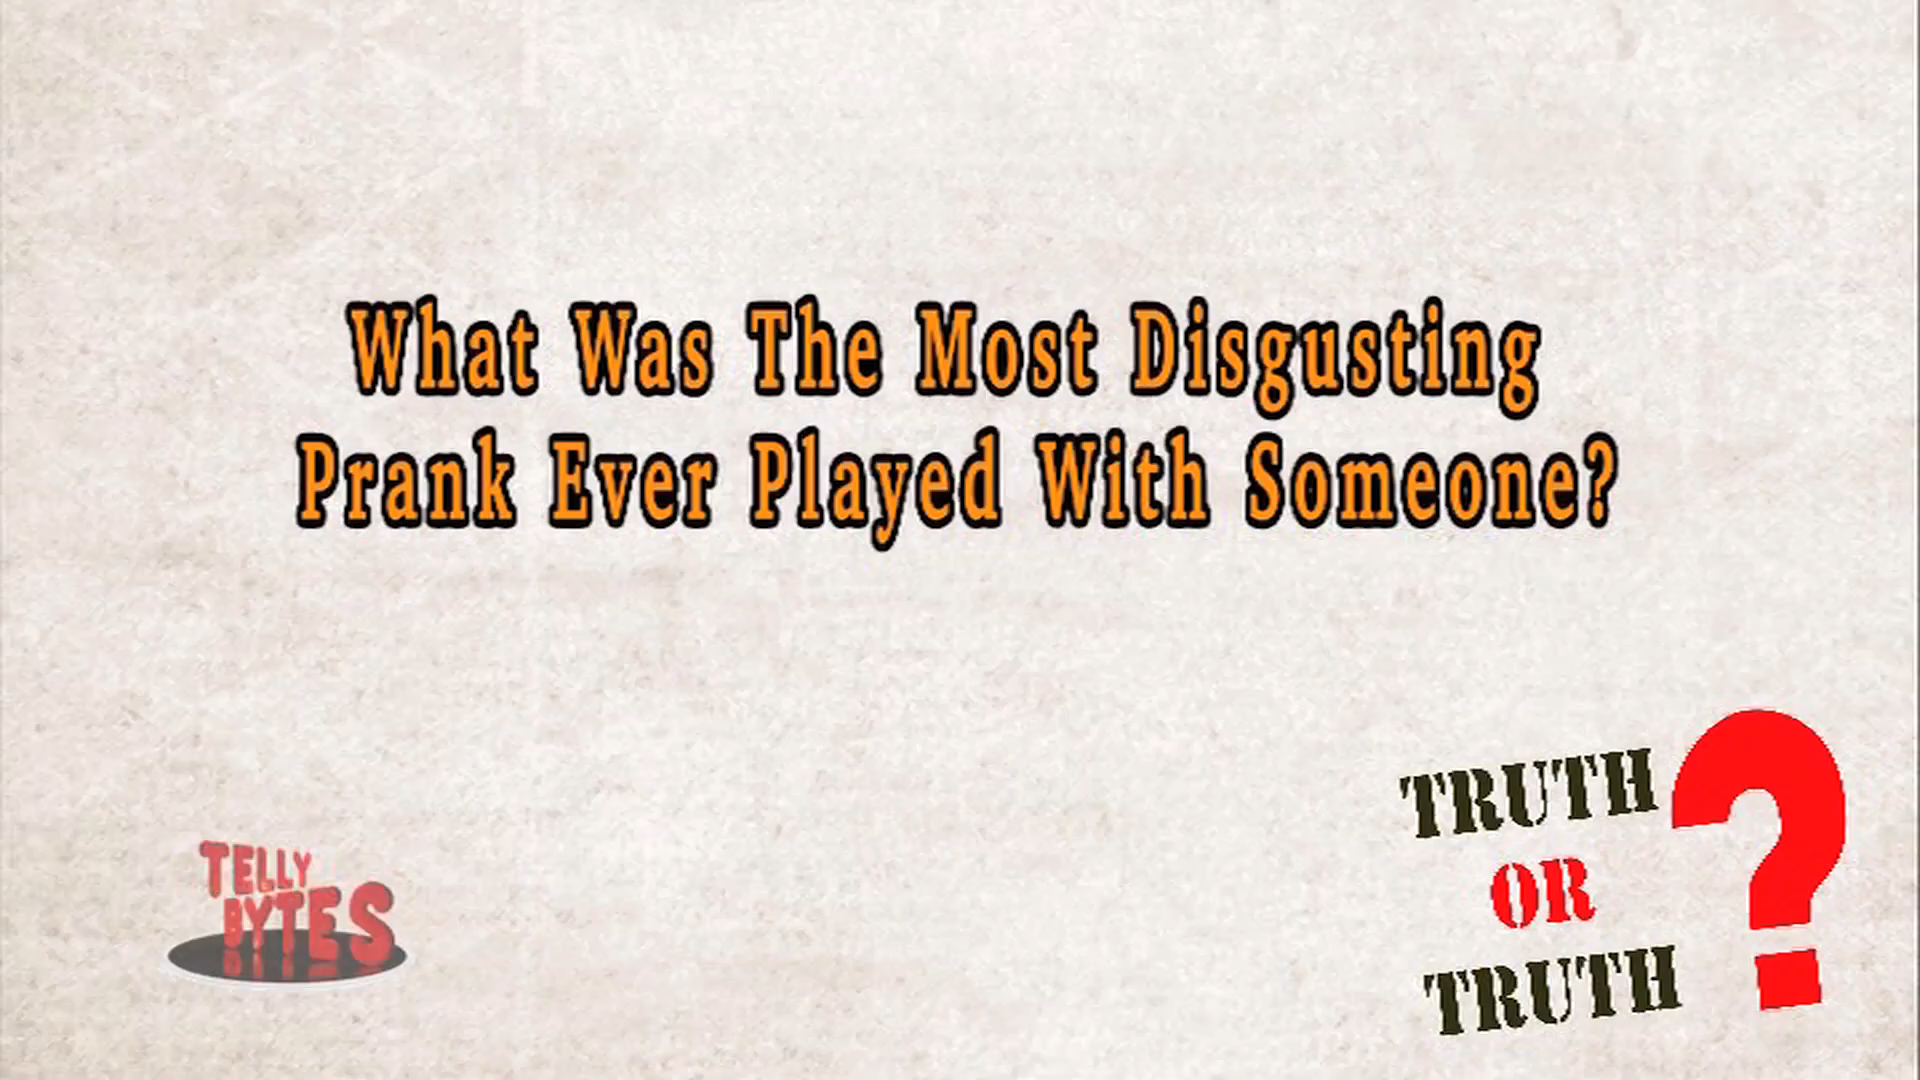 What Was The Most Disgusting
Prank Ever Played With Someone?
TELLY
BYTES
TRUTH
OR
TRUTH
?